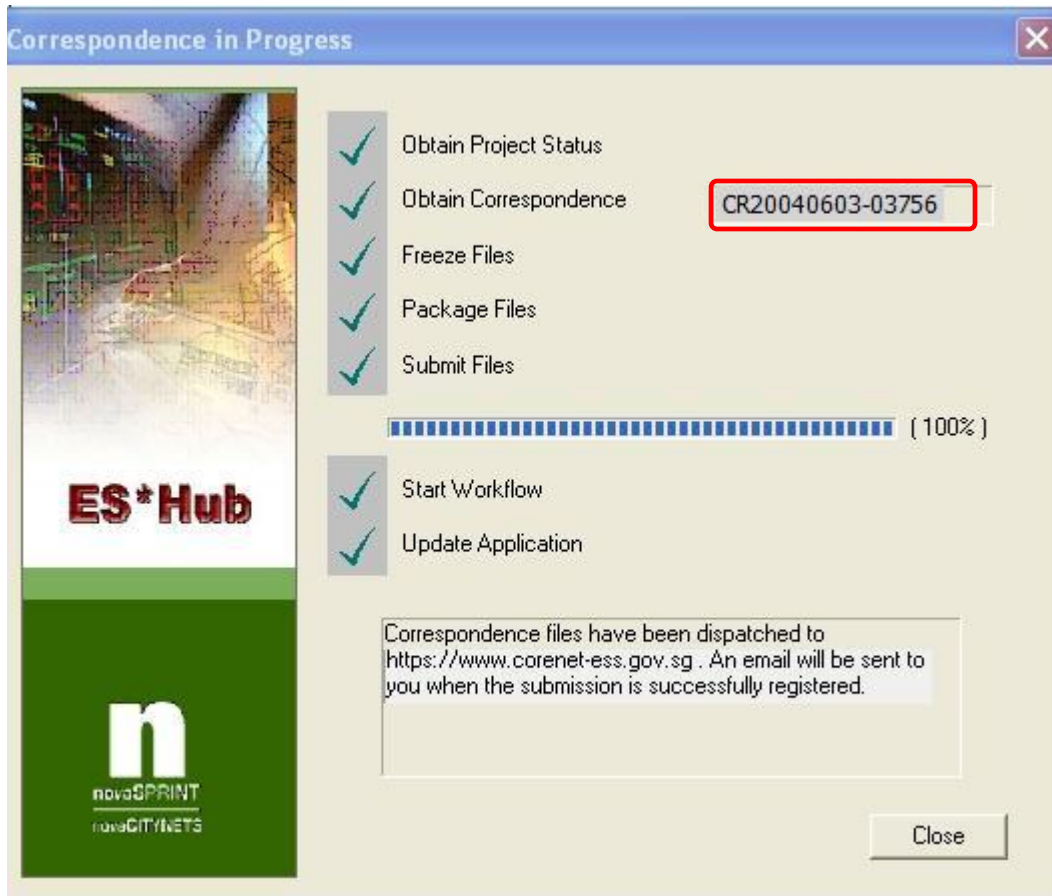 Correspondence in Progress
Obtain Project Status
Obtain Correspondence
CR20040603-03756
Freeze Files
Package Files
Submit Files
( 100% )
Start Workflow
Update Application
ES*Hub
Correspondence files have been dispatched to
https://www.corenet-ess.gov.sg . An email will be sent to
you when the submission is successfully registered.
n
novaSPRINT
novaCITYNETS
Close